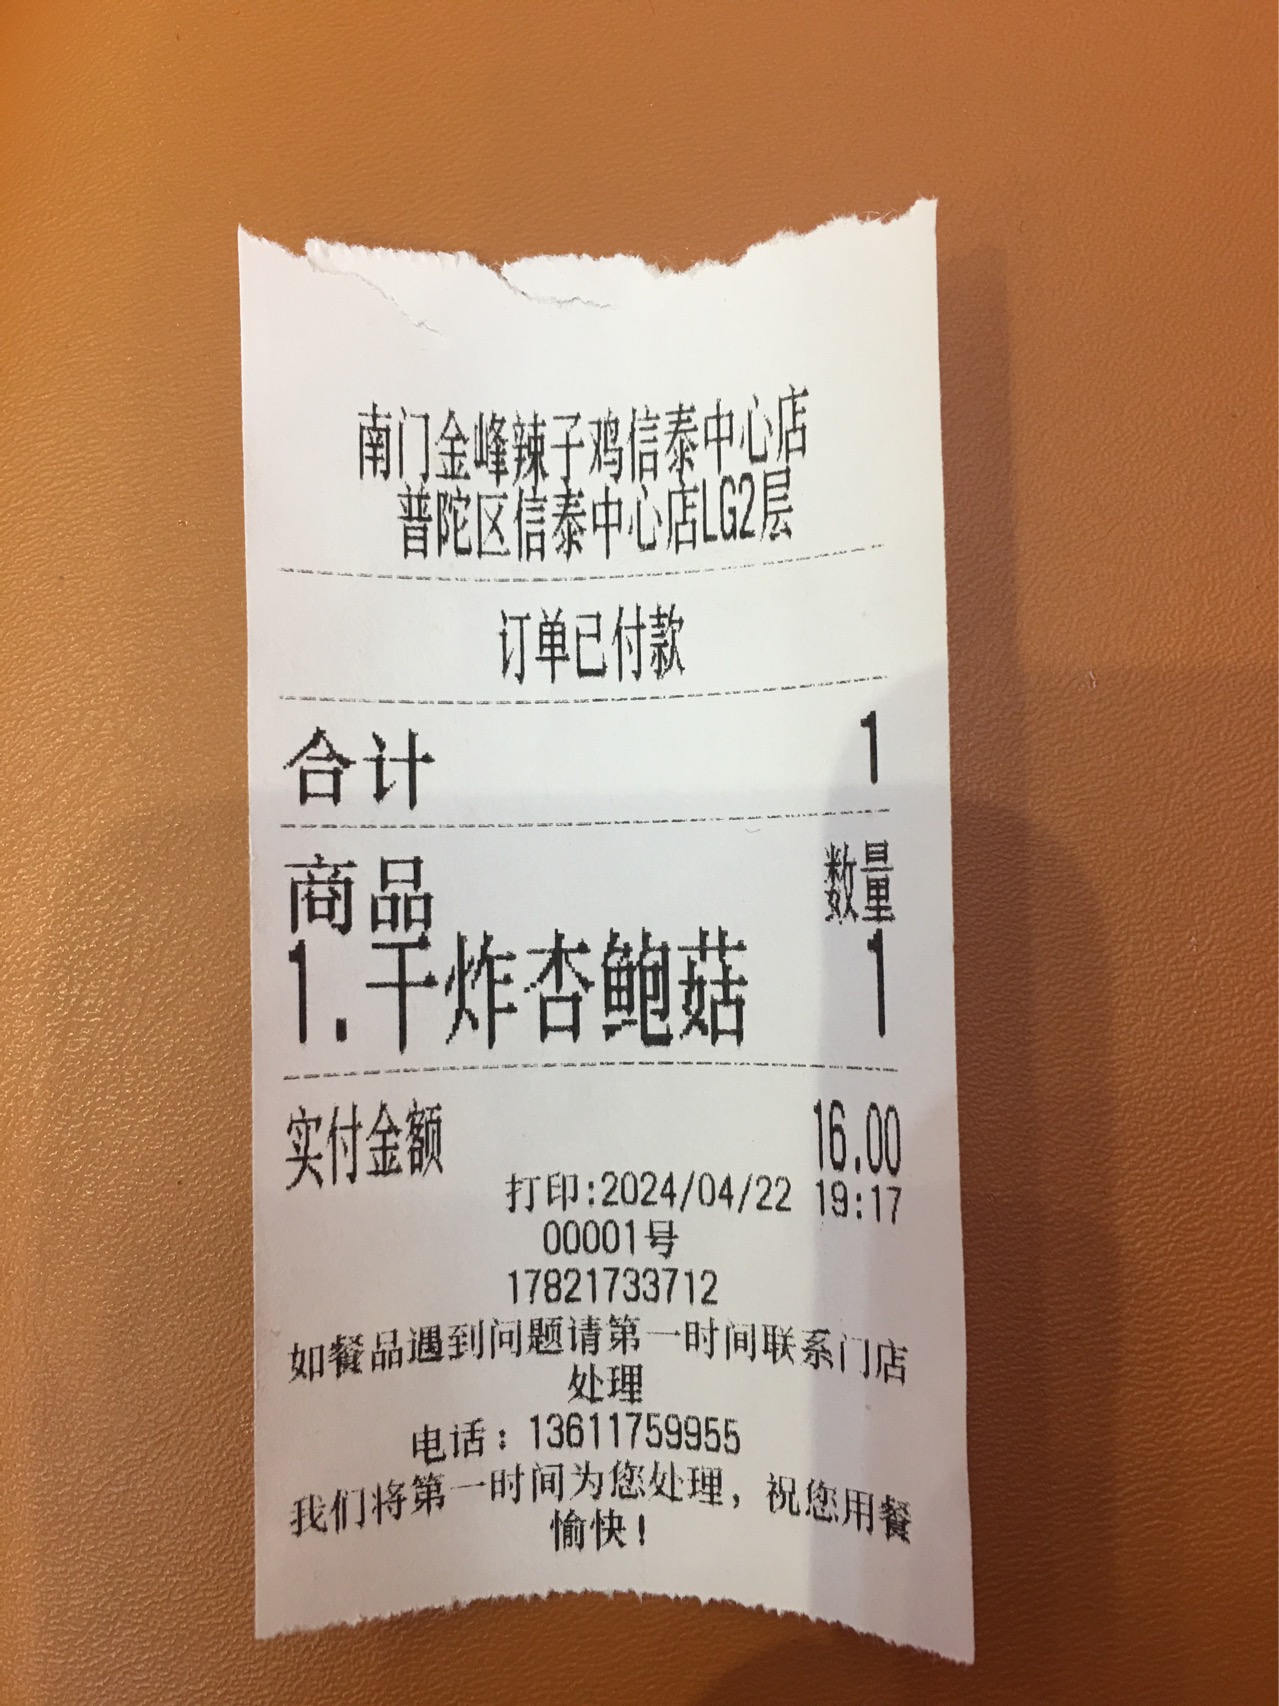 南门金峰辣子鸡信泰中心店
普陀区信泰中心店LG2层
订单已付款
合计 1
商品 数量
1.干炸杏鲍菇 1
实付金额 16.00
打印:2024/04/22 19:17
00001号
17821733712
如餐品遇到问题请第一时间联系门店
处理
电话：13611759955
我们将第一时间为您处理，祝您用餐
愉快！